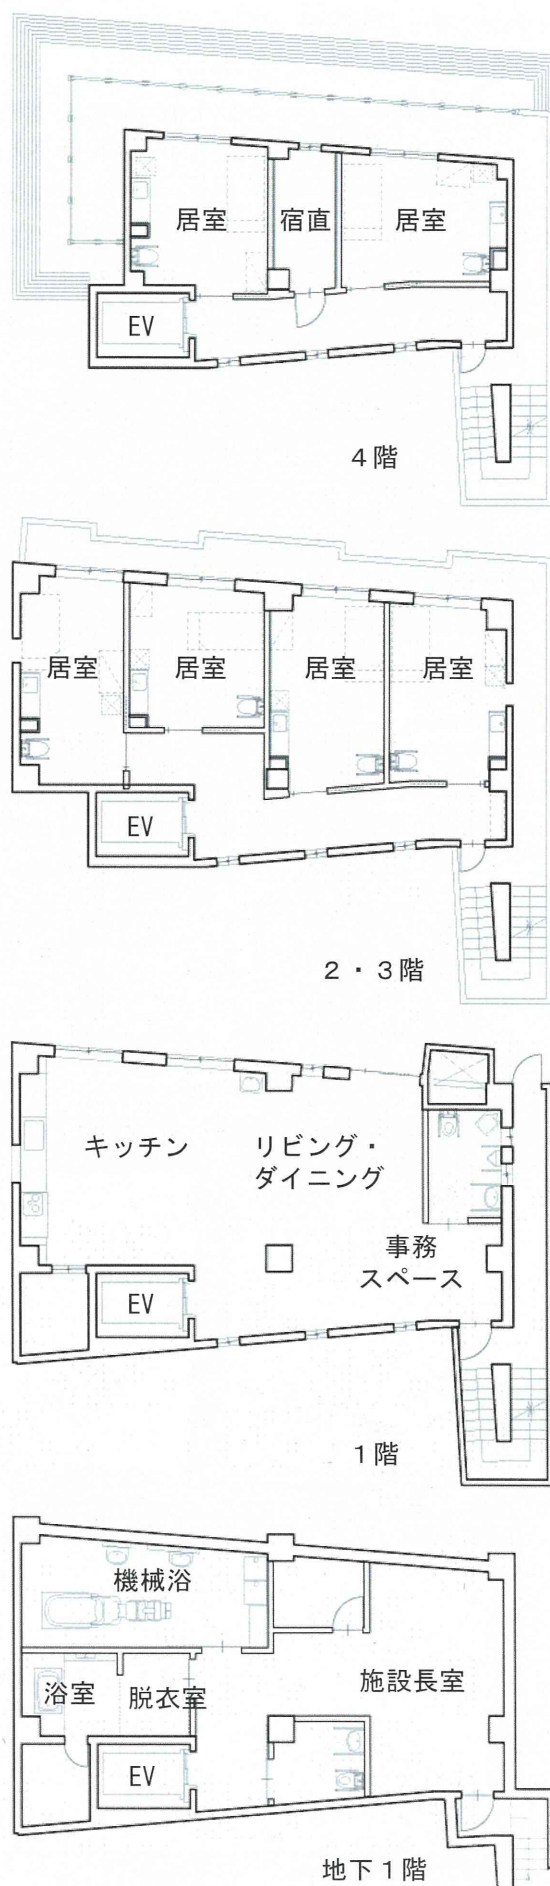 居室
宿直
居室
EV
４階
居室
居室
居室
居室
EV
２・３階
キッチン
リビング・
ダイニング
事務
スペース
EV
１階
機械浴
浴室
脱衣室
施設長室
EV
地下１階